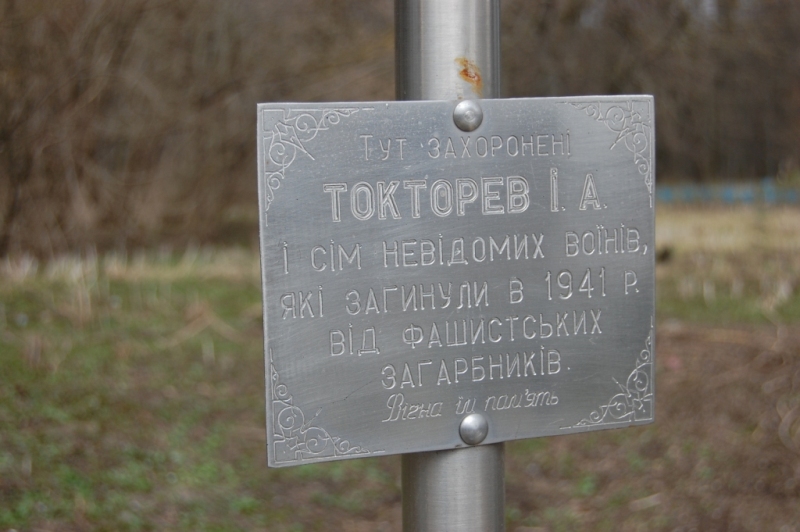 Тут захоронені
ТОКТОРЕВ І. А.
і сім невідомих воїнів,
які загинули в 1941 р.
від фашистських
загарбників.
Вічна їм пам'ять